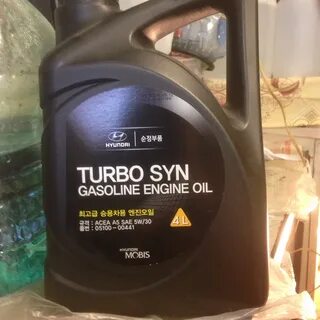 HYUNDAI 순정부품
TURBO SYN
GASOLINE ENGINE OIL
최고급 승용차용 엔진오일
규격 : ACEA A5 SAE 5W/30
품번 : 05100-00441
4L
HYUNDAI
MOBIS